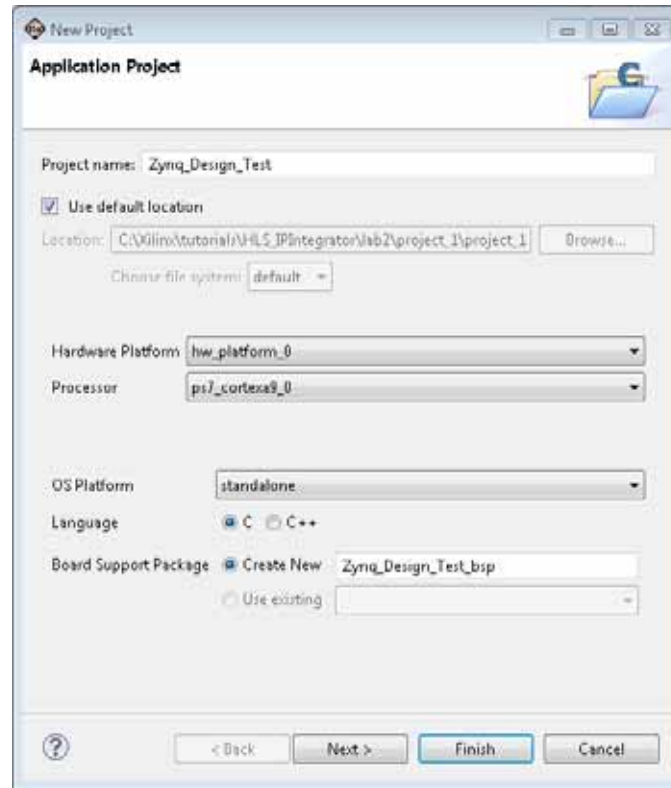 New Project
Application Project
Project name: Zynq_Design_Test
Use default location
Location: C:\Xilinx\tutorials\HLS_IPIntegrator\lab2\project_1\project_1 Browse...
Choose file system: default
Hardware Platform hw_platform_0
Processor ps7_cortexa9_0
OS Platform standalone
Language C C++
Board Support Package Create New Zynq_Design_Test_bsp
Use existing
? < Back Next > Finish Cancel